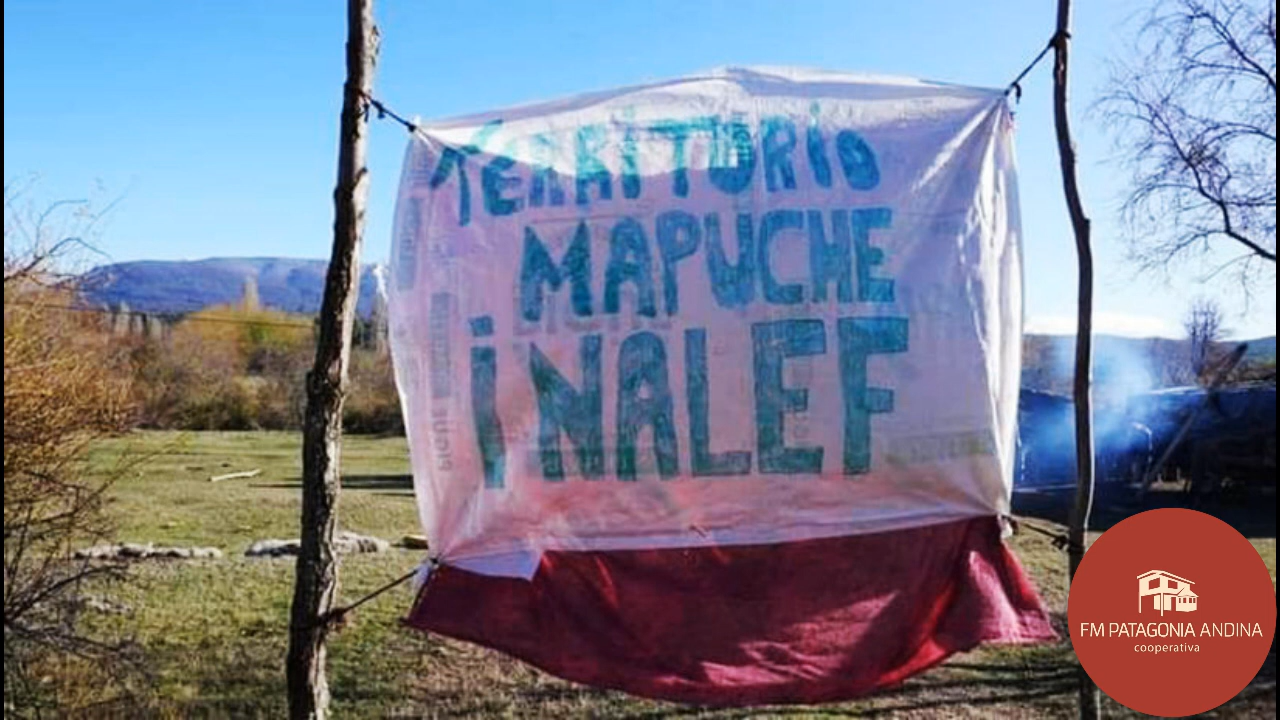 TERRiTORiO
MAPUCHE
iNALEF
FM PATAGONIA ANDINA
cooperativa